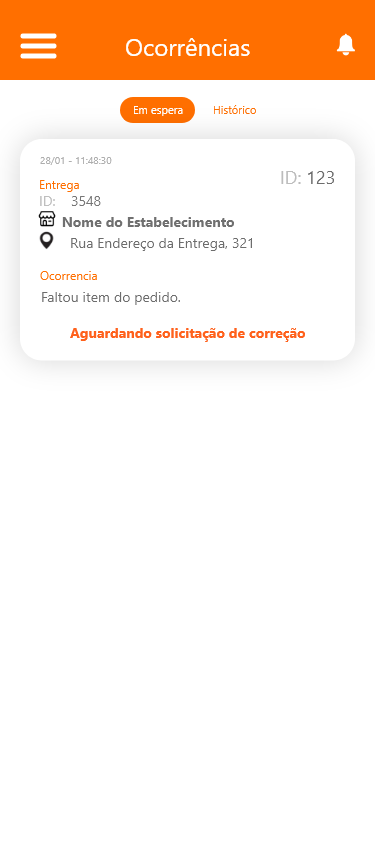 Ocorrências
Em espera Histórico
28/01 - 11:48:30
ID: 123
Entrega
ID: 3548
Nome do Estabelecimento
Rua Endereço da Entrega, 321
Ocorrencia
Faltou item do pedido.
Aguardando solicitação de correção